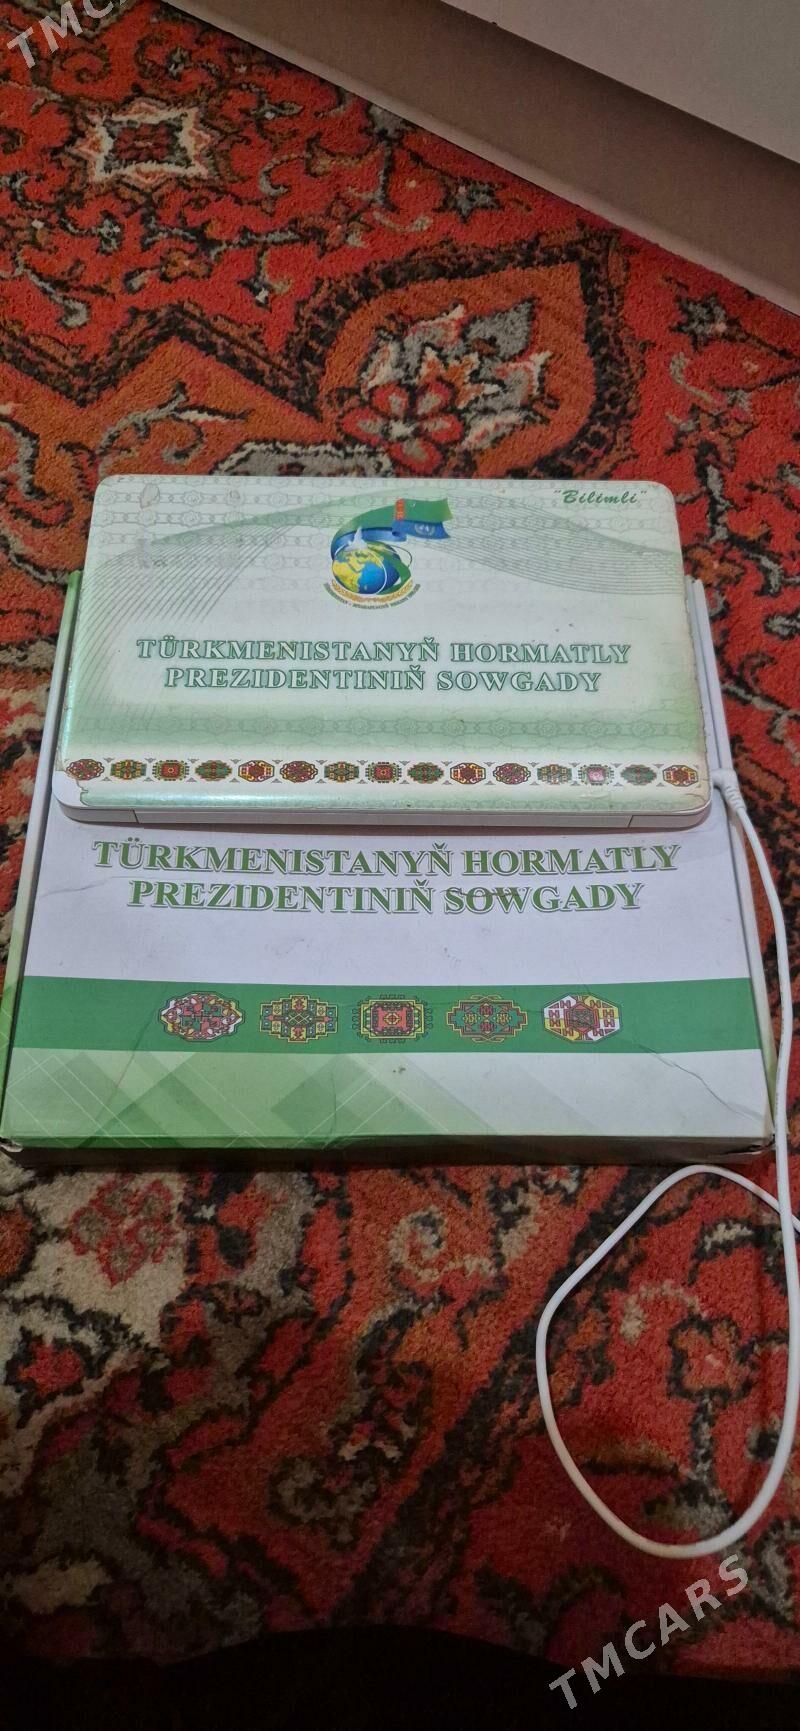 TMCARS
"Bilimli"
TÜRKMENISTANYŇ HORMATLY
PREZIDENTINIŇ SOWGADY
TÜRKMENISTANYŇ HORMATLY
PREZIDENTINIŇ SOWGADY
TMCARS